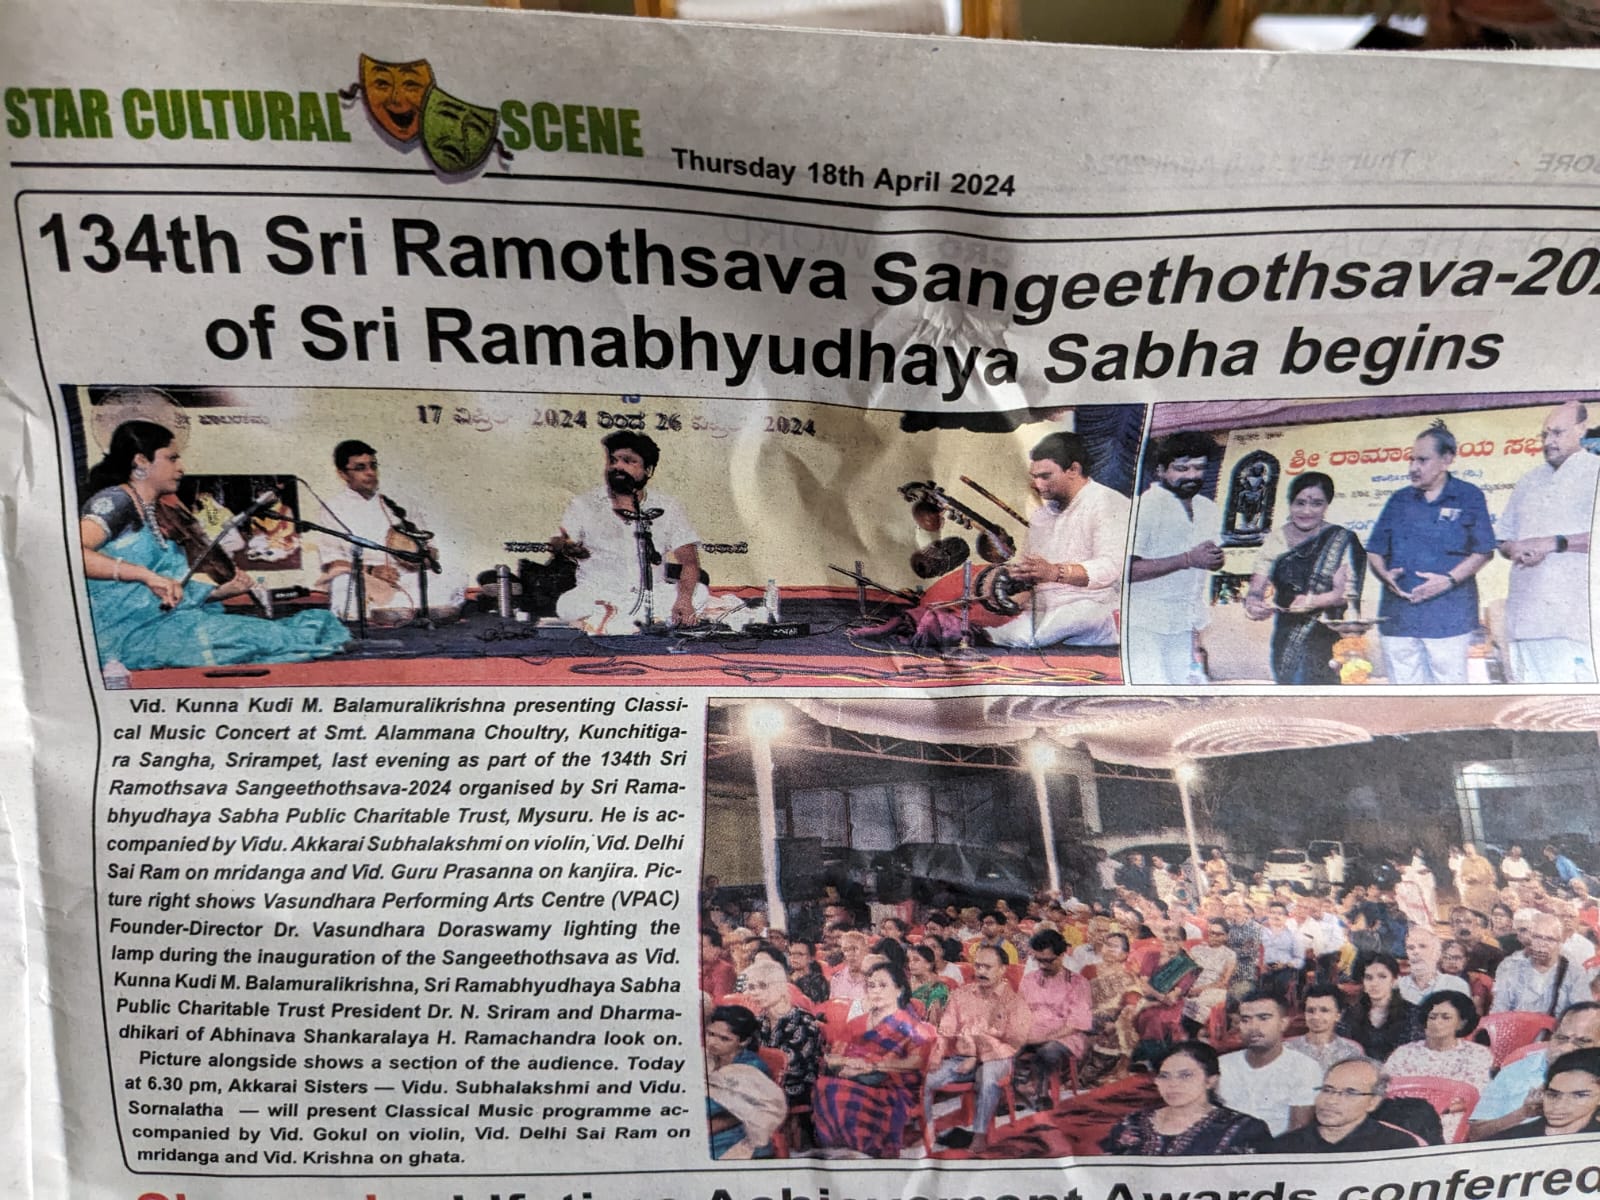 STAR CULTURAL SCENE
Thursday 18th April 2024
134th Sri Ramothsava Sangeethothsava-202
of Sri Ramabhyudhaya Sabha begins
17 ಏಪ್ರಿಲ್ 2024 ರಿಂದ 26 ಏಪ್ರಿಲ್ 2024
ಶ್ರೀ ರಾಮಾಭ ಯ ಸಭ
Vid. Kunna Kudi M. Balamuralikrishna presenting Classi-
cal Music Concert at Smt. Alammana Choultry, Kunchitiga-
ra Sangha, Srirampet, last evening as part of the 134th Sri
Ramothsava Sangeethothsava-2024 organised by Sri Rama-
bhyudhaya Sabha Public Charitable Trust, Mysuru. He is ac-
companied by Vidu. Akkarai Subhalakshmi on violin, Vid. Delhi
Sai Ram on mridanga and Vid. Guru Prasanna on kanjira. Pic-
ture right shows Vasundhara Performing Arts Centre (VPAC)
Founder-Director Dr. Vasundhara Doraswamy lighting the
lamp during the inauguration of the Sangeethothsava as Vid.
Kunna Kudi M. Balamuralikrishna, Sri Ramabhyudhaya Sabha
Public Charitable Trust President Dr. N. Sriram and Dharma-
dhikari of Abhinava Shankaralaya H. Ramachandra look on.
Picture alongside shows a section of the audience. Today
at 6.30 pm, Akkarai Sisters — Vidu. Subhalakshmi and Vidu.
Sornalatha — will present Classical Music programme ac-
companied by Vid. Gokul on violin, Vid. Delhi Sai Ram on
mridanga and Vid. Krishna on ghata.
Achievement Awards conferred